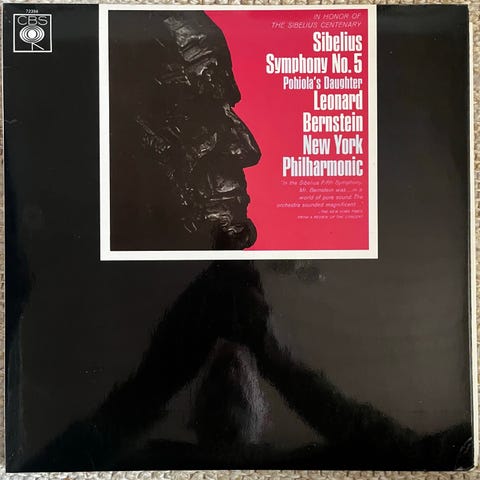 72356
CBS
IN HONOR OF
THE SIBELIUS CENTENARY
Sibelius
Symphony No.5
Pohjola's Daughter
Leonard
Bernstein
New York
Philharmonic
"In the Sibelius Fifth Symphony,
Mr. Bernstein was...in a
world of pure sound. The
orchestra sounded magnificent..."
—THE NEW YORK TIMES
FROM A REVIEW OF THE CONCERT